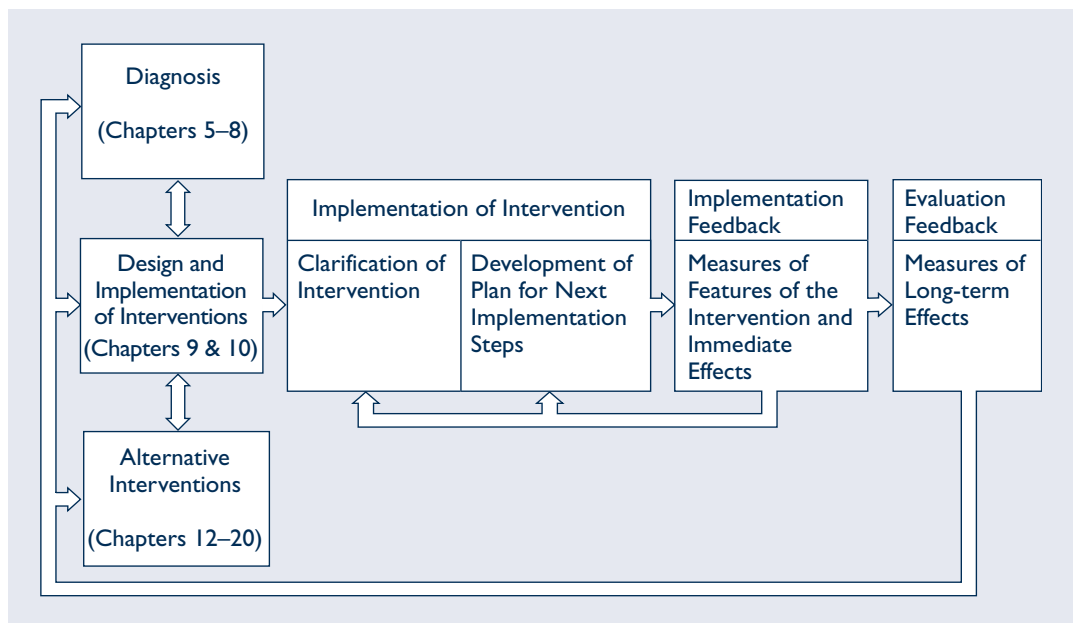 Diagnosis
(Chapters 5–8)
Design and
Implementation
of Interventions
(Chapters 9 & 10)
Alternative
Interventions
(Chapters 12–20)
Implementation of Intervention
Clarification of
Intervention
Development of
Plan for Next
Implementation
Steps
Implementation
Feedback
Measures of
Features of the
Intervention and
Immediate
Effects
Evaluation
Feedback
Measures of
Long-term
Effects